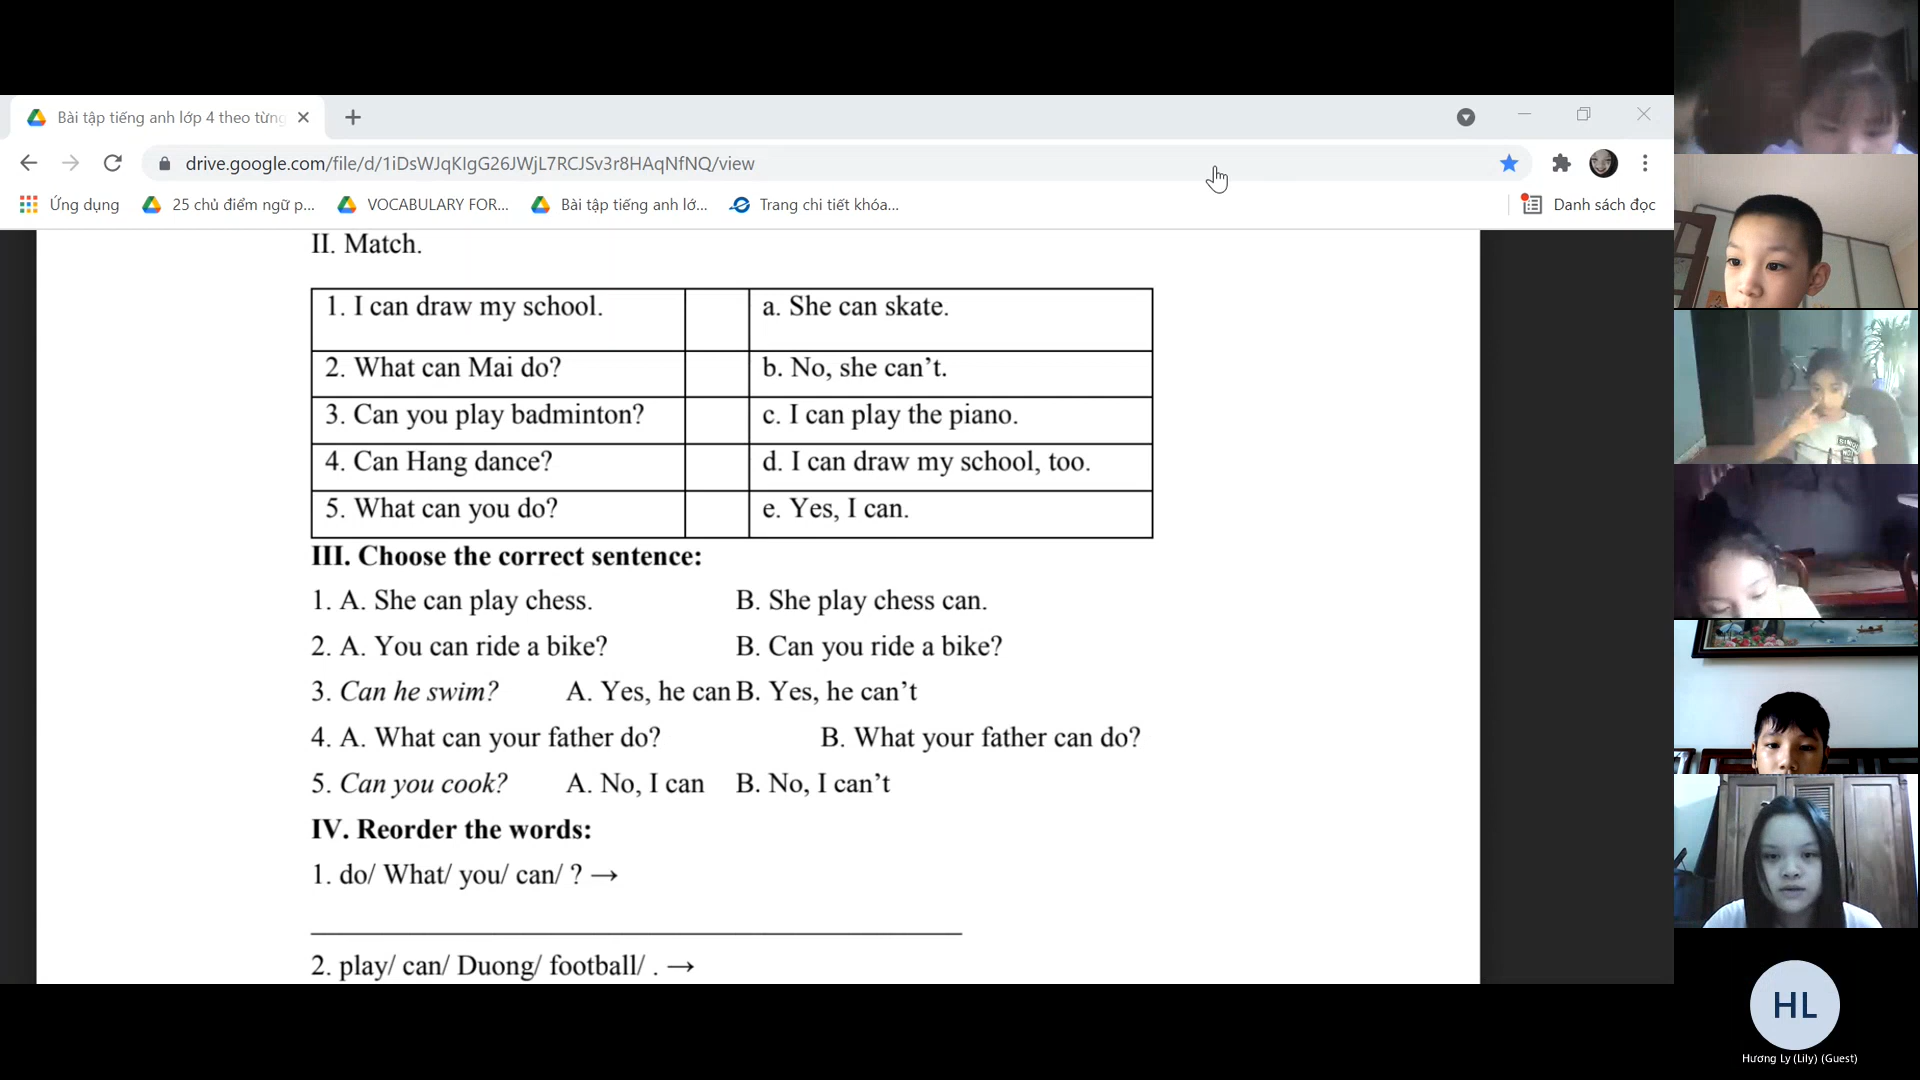 Bài tập tiếng anh lớp 4 theo từng
drive.google.com/file/d/1iDsWJqKIgG26JWjL7RCJSv3r8HAqNfNQ/view
Ứng dụng 25 chủ điểm ngữ p... VOCABULARY FOR... Bài tập tiếng anh lớ... Trang chi tiết khóa... Danh sách đọc
II. Match.
1. I can draw my school. a. She can skate.
2. What can Mai do? b. No, she can’t.
3. Can you play badminton? c. I can play the piano.
4. Can Hang dance? d. I can draw my school, too.
5. What can you do? e. Yes, I can.
III. Choose the correct sentence:
1. A. She can play chess. B. She play chess can.
2. A. You can ride a bike? B. Can you ride a bike?
3. Can he swim? A. Yes, he can B. Yes, he can’t
4. A. What can your father do? B. What your father can do?
5. Can you cook? A. No, I can B. No, I can’t
IV. Reorder the words:
1. do/ What/ you/ can/ ? →
2. play/ can/ Duong/ football/ . →
HL
Hương Ly (Lily) (Guest)